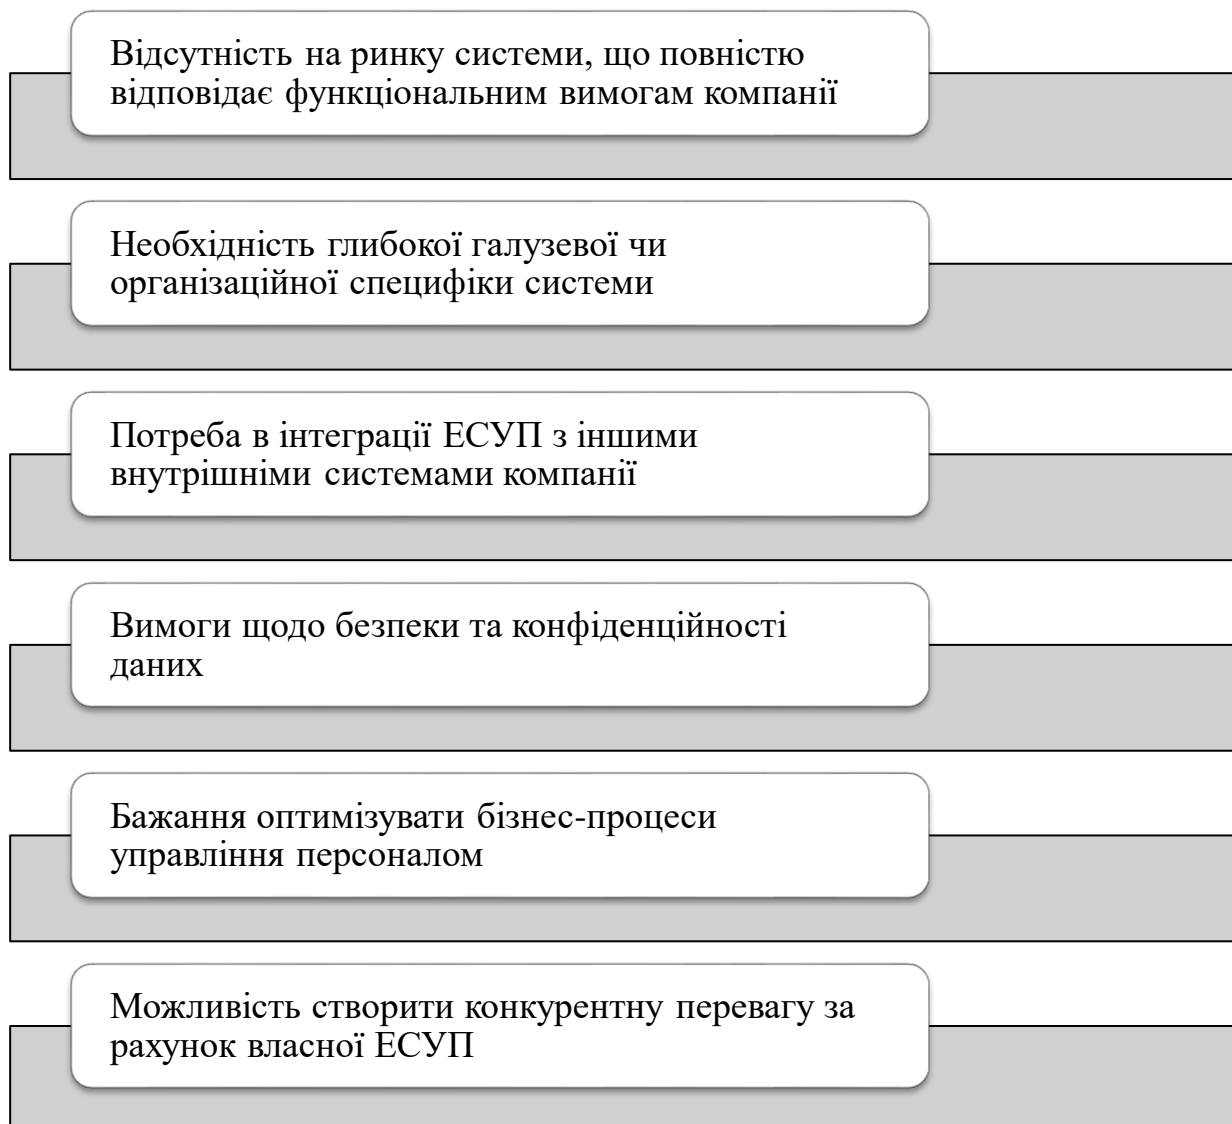 Відсутність на ринку системи, що повністю
відповідає функціональним вимогам компанії
Необхідність глибокої галузевої чи
організаційної специфіки системи
Потреба в інтеграції ЕСУП з іншими
внутрішніми системами компанії
Вимоги щодо безпеки та конфіденційності
даних
Бажання оптимізувати бізнес-процеси
управління персоналом
Можливість створити конкурентну перевагу за
рахунок власної ЕСУП